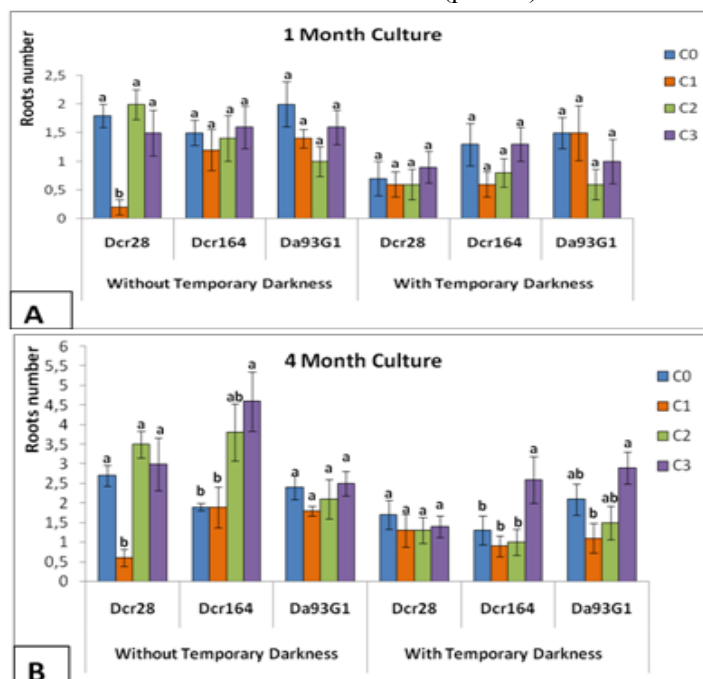 1 Month Culture
Roots number
2,5
2
1,5
1
0,5
0
a a a a a a a a a
b
a a a a a a a a a a a a
a a
C0
C1
C2
C3
Dcr28 Dcr164 Da93G1 Dcr28 Dcr164 Da93G1
Without Temporary Darkness With Temporary Darkness
A
4 Month Culture
Roots number
6
5,5
5
4,5
4
3,5
3
2,5
2
1,5
1
0,5
0
a b a a b b ab a a a a a a a a a b b b a ab b ab a
C0
C1
C2
C3
Dcr28 Dcr164 Da93G1 Dcr28 Dcr164 Da93G1
Without Temporary Darkness With Temporary Darkness
B